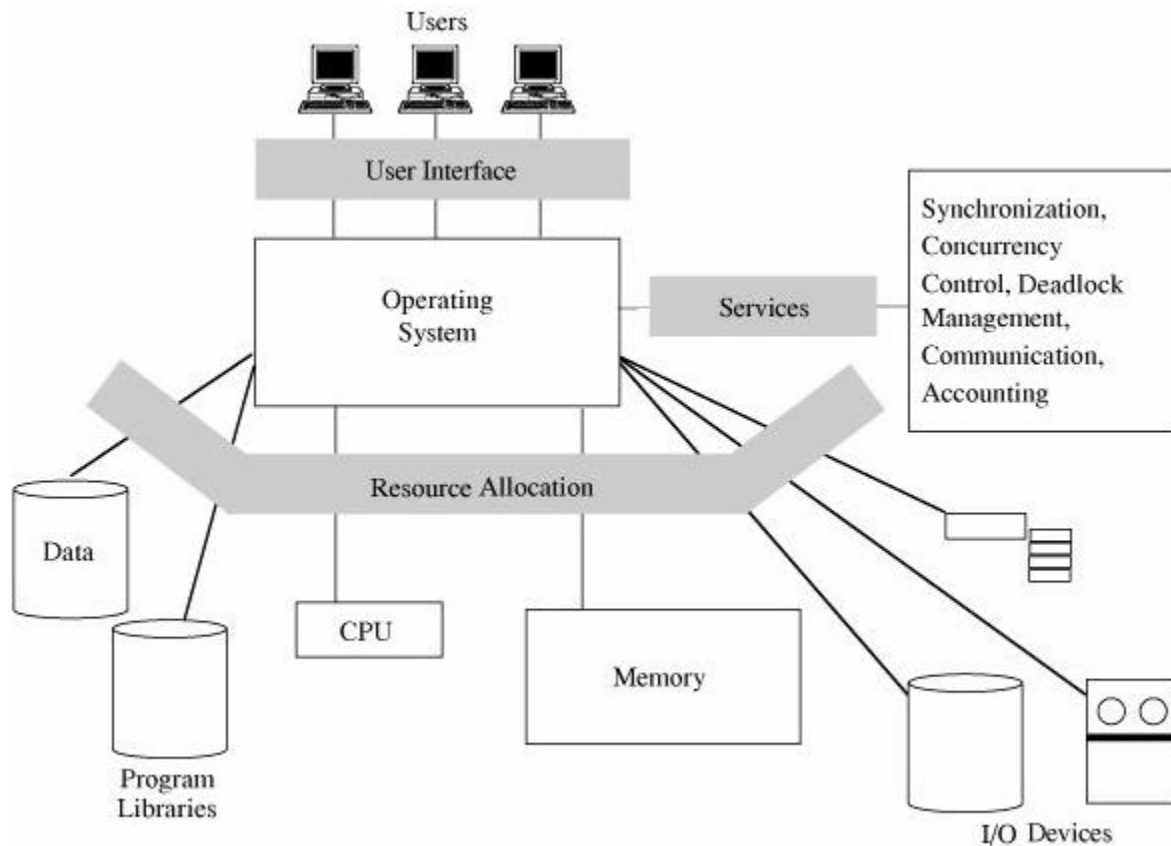 Users
User Interface
Operating
System
Services
Synchronization,
Concurrency
Control, Deadlock
Management,
Communication,
Accounting
Resource Allocation
Data
CPU
Memory
Program
Libraries
I/O Devices